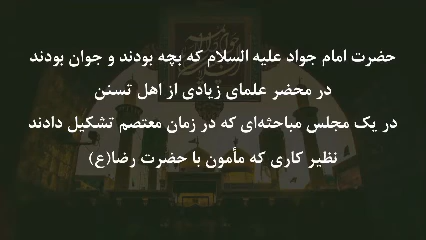 حضرت امام جواد علیه السلام که بچه بودند و جوان بودند
در محضر علمای زیادی از اهل تسنن
در یک مجلس مباحثه‌ای که در زمان معتصم تشکیل دادند
نظیر کاری که مأمون با حضرت رضا(ع)